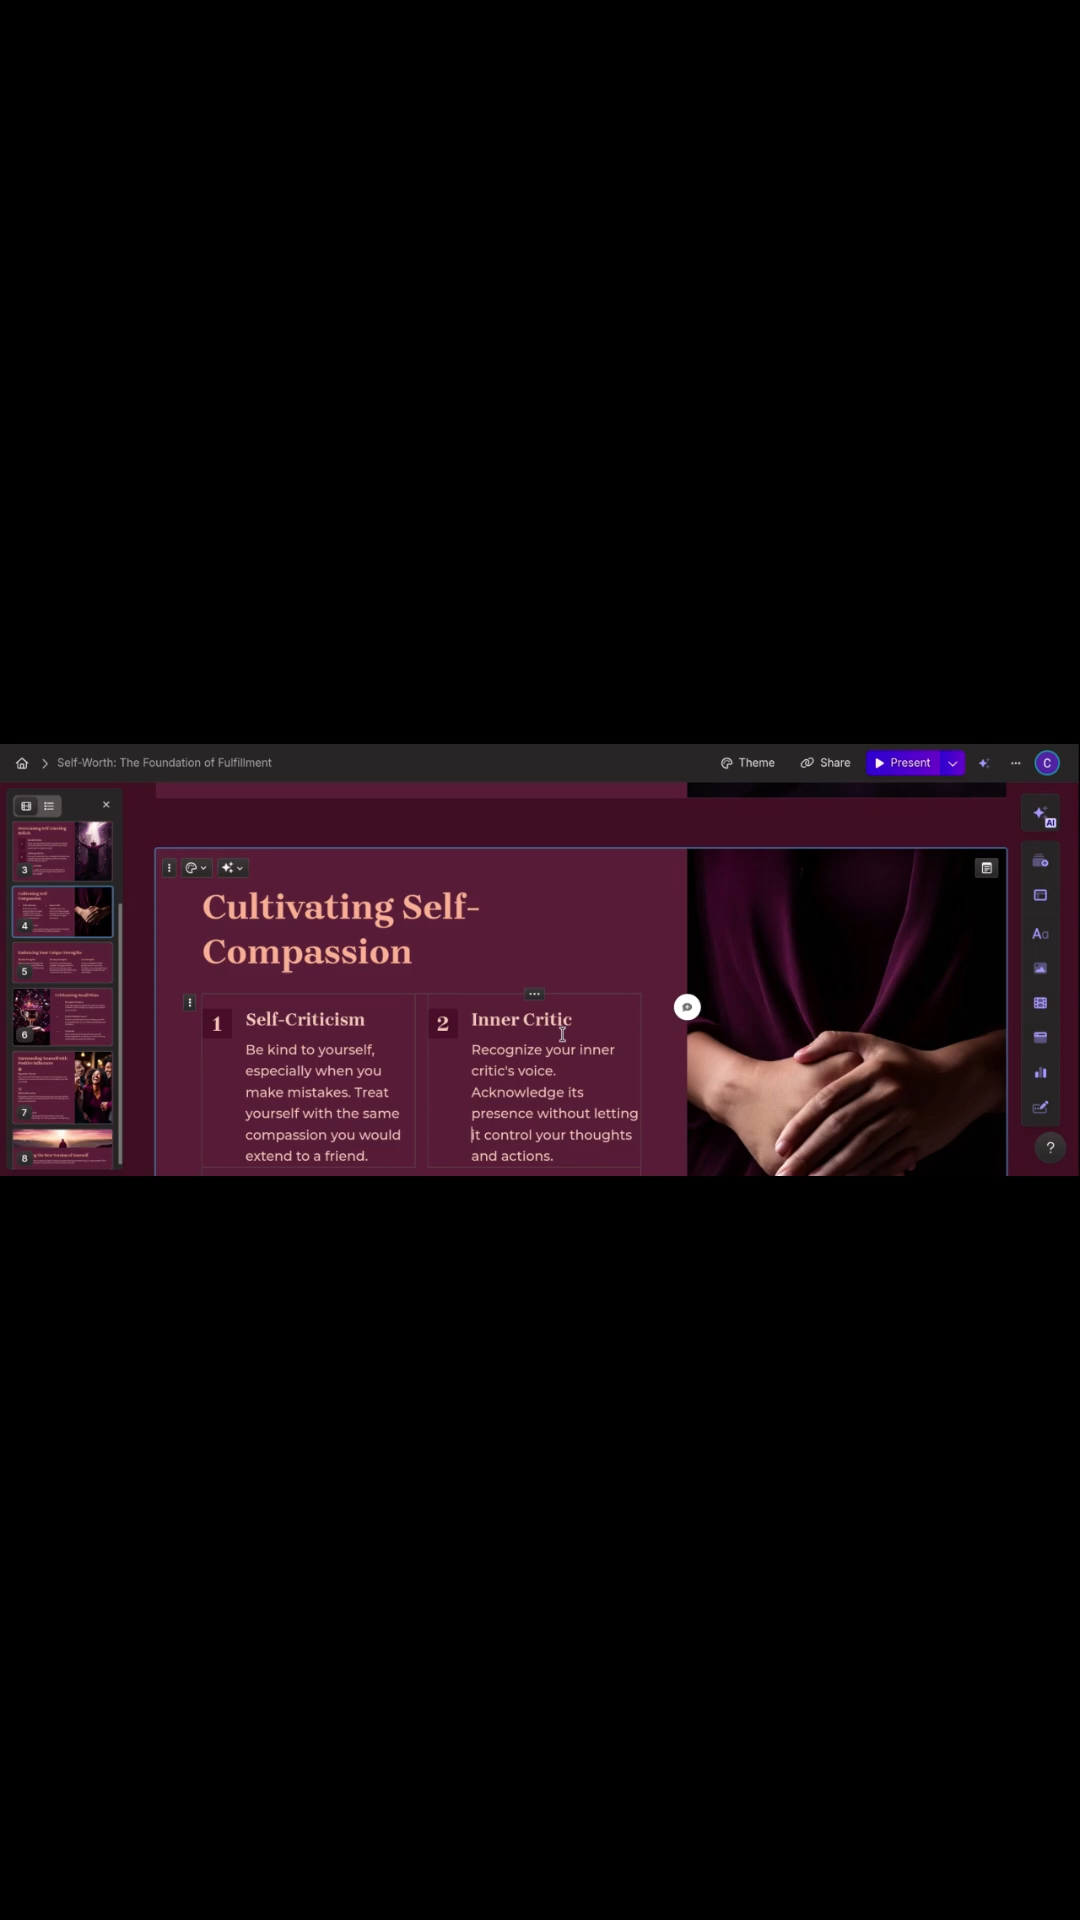 Self-Worth: The Foundation of Fulfillment
Theme
Share
Present
C
AI
3
4
5
6
7
8
Cultivating Self-
Compassion
1
Self-Criticism
Be kind to yourself,
especially when you
make mistakes. Treat
yourself with the same
compassion you would
extend to a friend.
2
Inner Critic
Recognize your inner
critic's voice.
Acknowledge its
presence without letting
it control your thoughts
and actions.
Aa
?